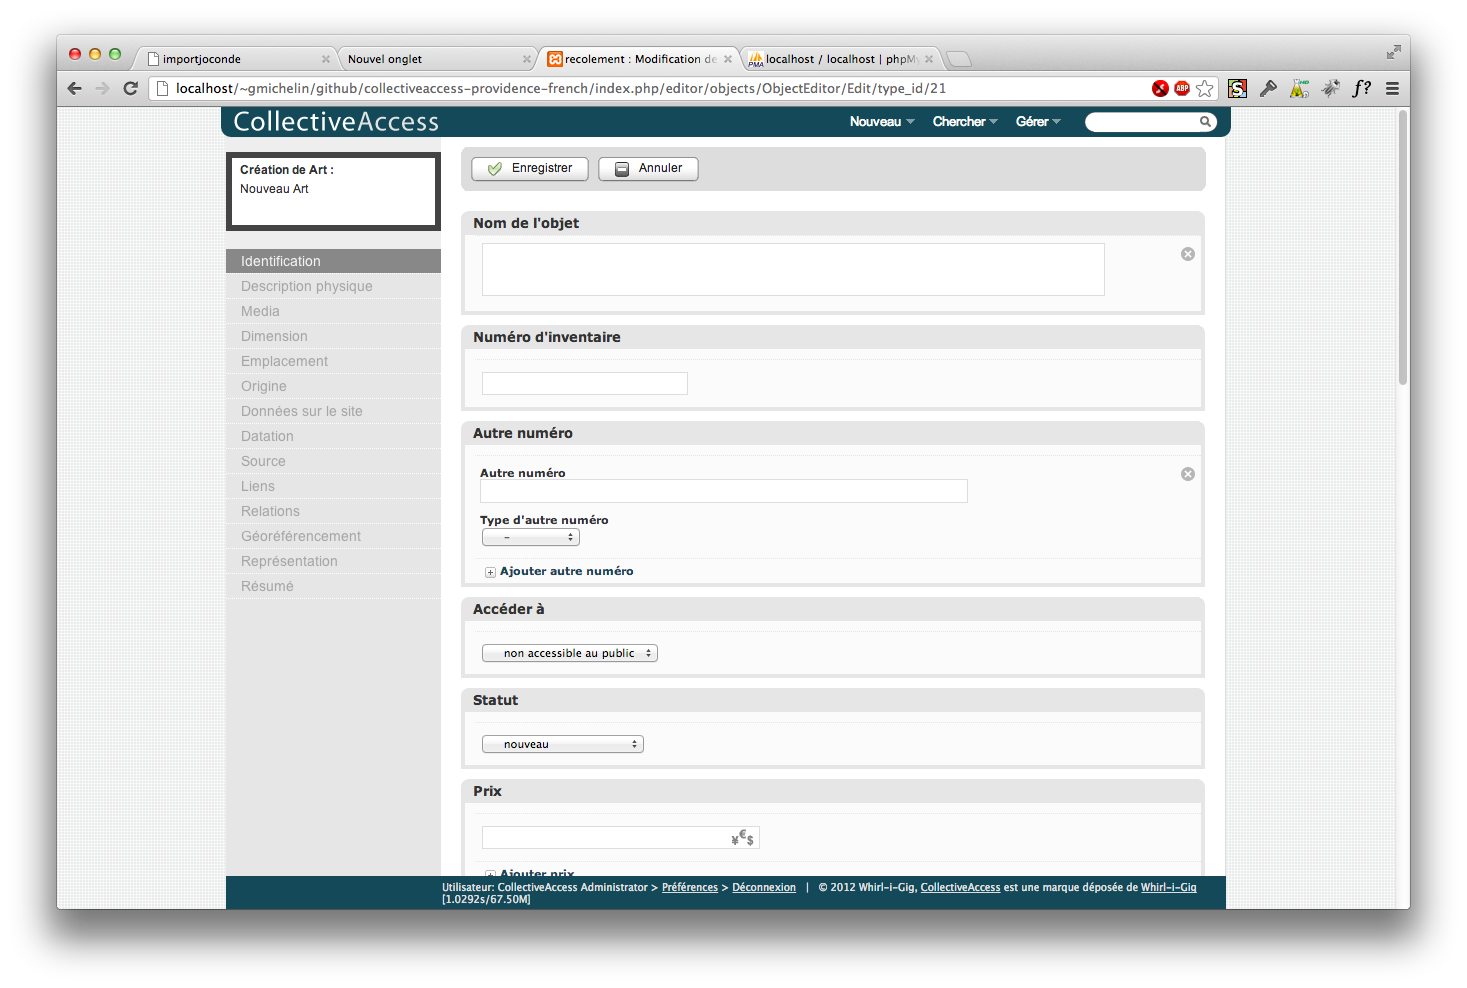 importjoconde
Nouvel onglet
recolement : Modification de
localhost / localhost | phpMy
localhost/~gmichelin/github/collectiveaccess-providence-french/index.php/editor/objects/ObjectEditor/Edit/type_id/21
ABP
f?
CollectiveAccess
Nouveau
Chercher
Gérer
Création de Art :
Nouveau Art
Enregistrer
Annuler
Identification
Description physique
Media
Dimension
Emplacement
Origine
Données sur le site
Datation
Source
Liens
Relations
Géoréférencement
Représentation
Résumé
Nom de l'objet
Numéro d'inventaire
Autre numéro
Autre numéro
Type d'autre numéro
-
Ajouter autre numéro
Accéder à
non accessible au public
Statut
nouveau
Prix
¥€$
Ajouter prix
Utilisateur: CollectiveAccess Administrator > Préférences > Déconnexion | © 2012 Whirl-i-Gig, CollectiveAccess est une marque déposée de Whirl-i-Gig
[1.0292s/67.50M]